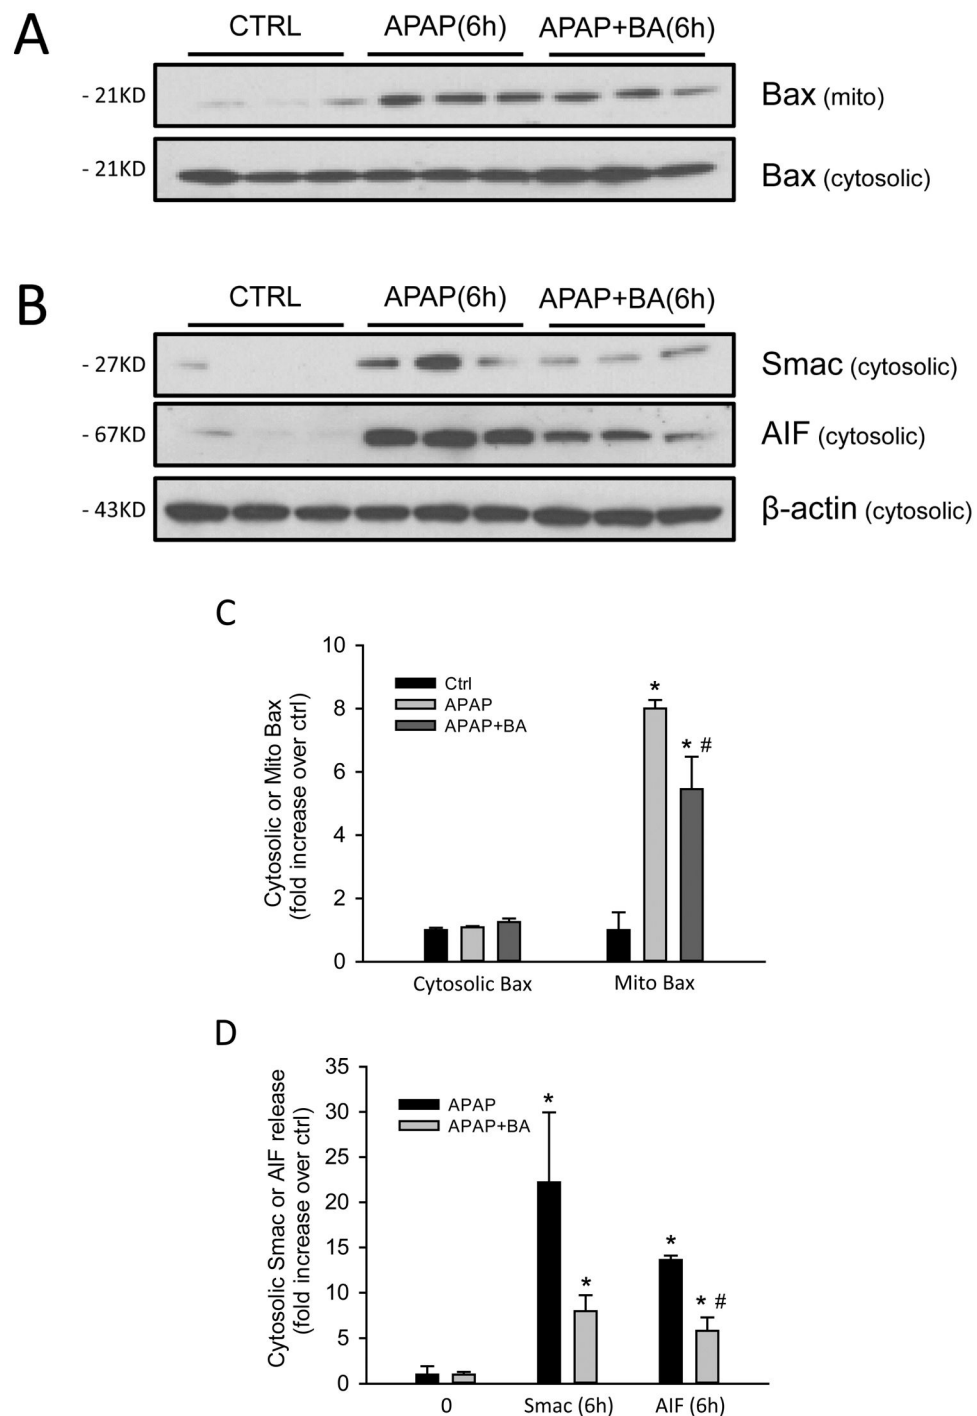 A
CTRL APAP(6h) APAP+BA(6h)
- 21KD Bax (mito)
- 21KD Bax (cytosolic)
B
CTRL APAP(6h) APAP+BA(6h)
- 27KD Smac (cytosolic)
- 67KD AIF (cytosolic)
- 43KD β-actin (cytosolic)
C
Cytosolic or Mito Bax
(fold increase over ctrl)
10
8
6
4
2
0
Ctrl
APAP
APAP+BA
*
* #
Cytosolic Bax Mito Bax
D
Cytosolic Smac or AIF release
(fold increase over ctrl)
35
30
25
20
15
10
5
0
APAP
APAP+BA
*
*
*
* #
0 Smac (6h) AIF (6h)